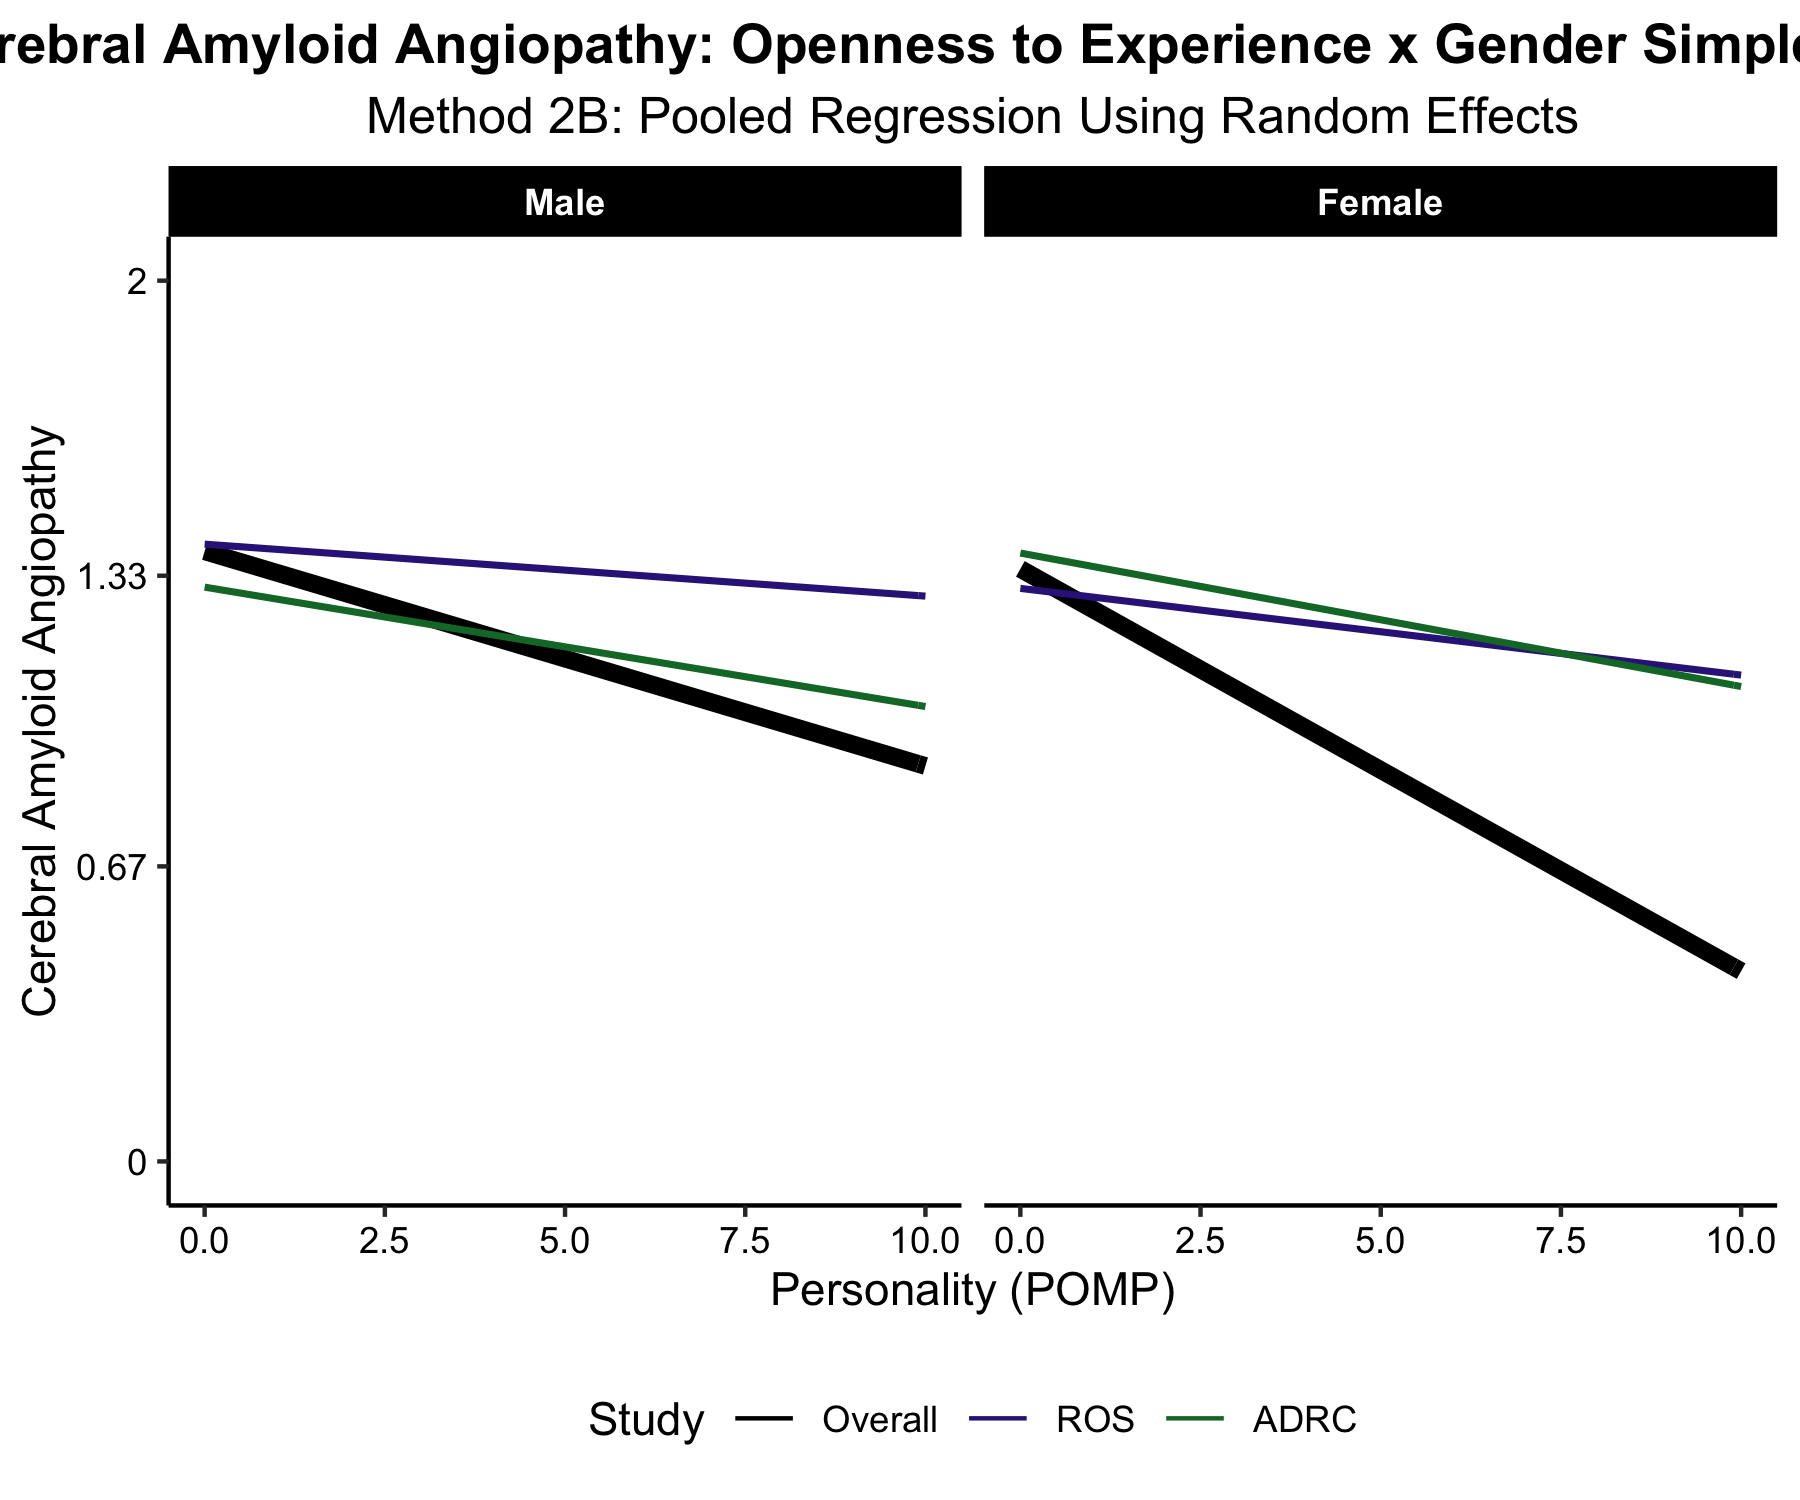 rebral Amyloid Angiopathy: Openness to Experience x Gender Simple
Method 2B: Pooled Regression Using Random Effects
Male
Female
Cerebral Amyloid Angiopathy
2
1.33
0.67
0
0.0 2.5 5.0 7.5 10.0
0.0 2.5 5.0 7.5 10.0
Personality (POMP)
Study Overall ROS ADRC